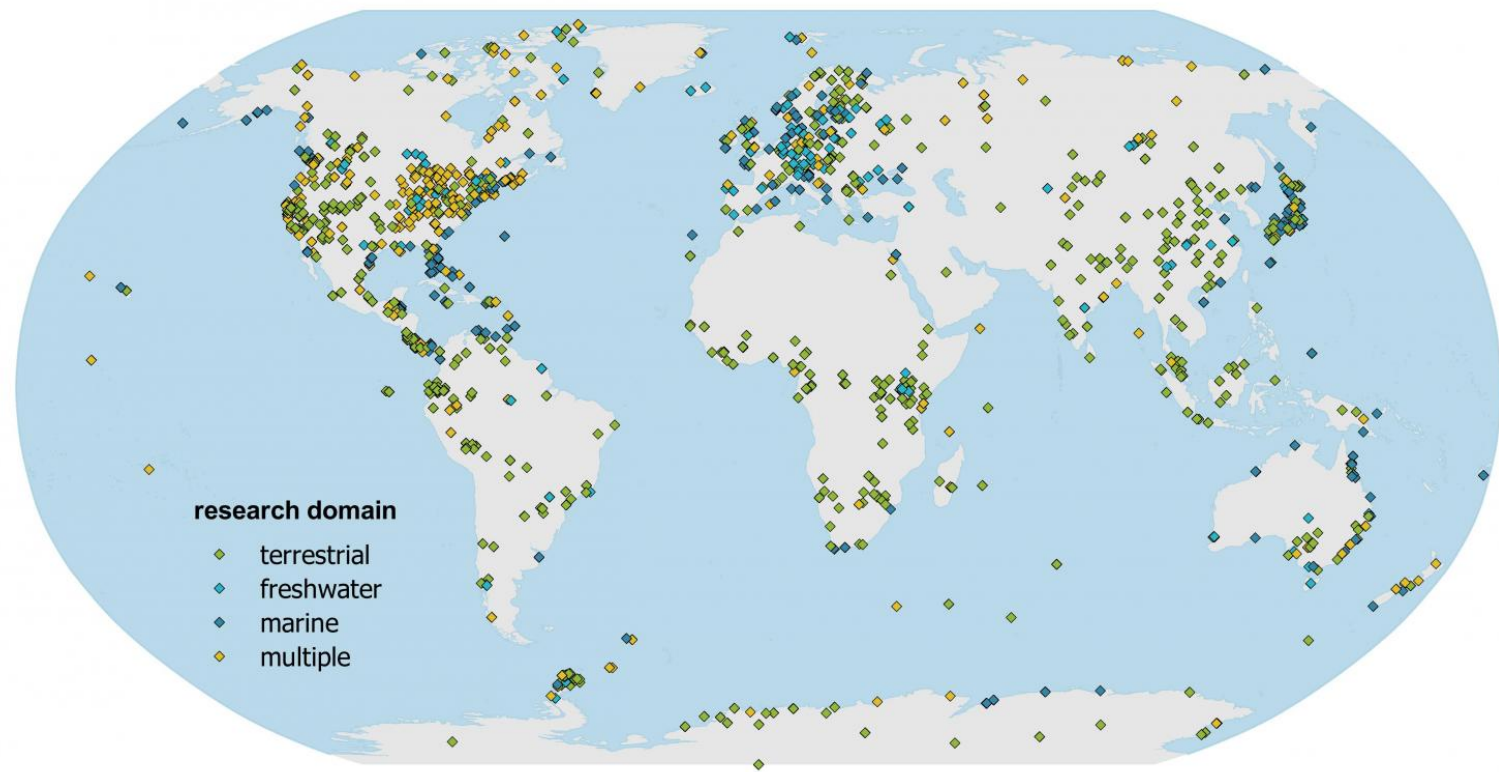 research domain
terrestrial
freshwater
marine
multiple